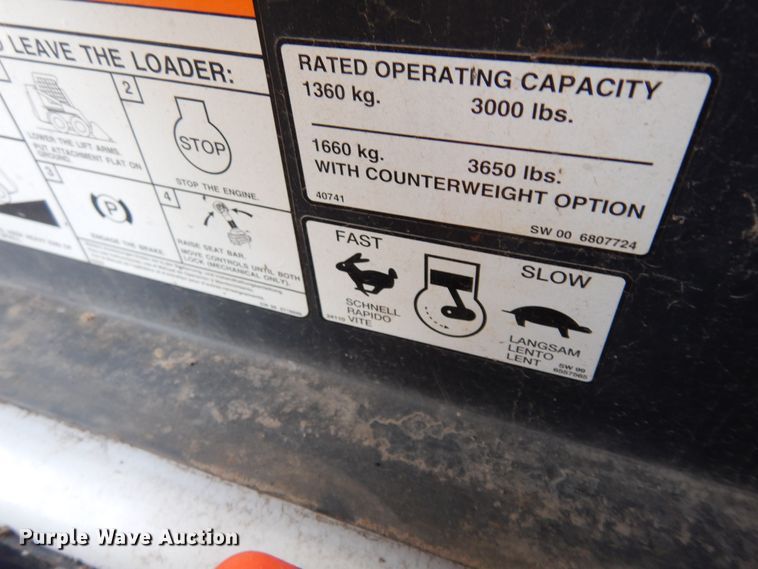 LEAVE THE LOADER:
2
LOWER THE LIFT ARMS.
PUT ATTACHMENT FLAT ON
GROUND.
STOP
STOP THE ENGINE.
3
P
ENGAGE THE BRAKE.
4
RAISE SEAT BAR.
MOVE CONTROLS UNTIL BOTH
LOCK (MECHANICAL ONLY).
RATED OPERATING CAPACITY
1360 kg. 3000 lbs.
1660 kg. 3650 lbs.
WITH COUNTERWEIGHT OPTION
40741
SW 00 6807724
FAST
SCHNELL
RAPIDO
VITE
SLOW
LANGSAM
LENTO
LENT
SW 00
Purple Wave Auction